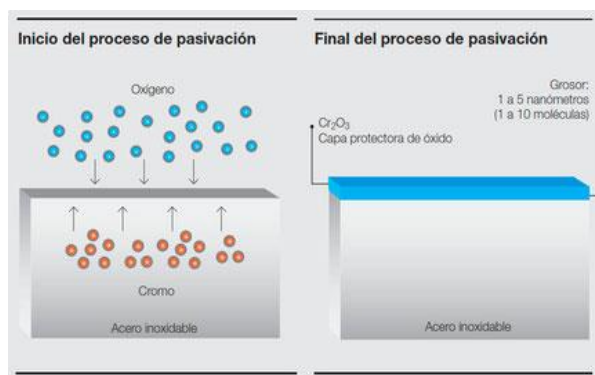 Inicio del proceso de pasivación
Oxígeno
Cromo
Acero inoxidable
Final del proceso de pasivación
Grosor:
1 a 5 nanómetros
(1 a 10 moléculas)
Cr₂O₃
Capa protectora de óxido
Acero inoxidable